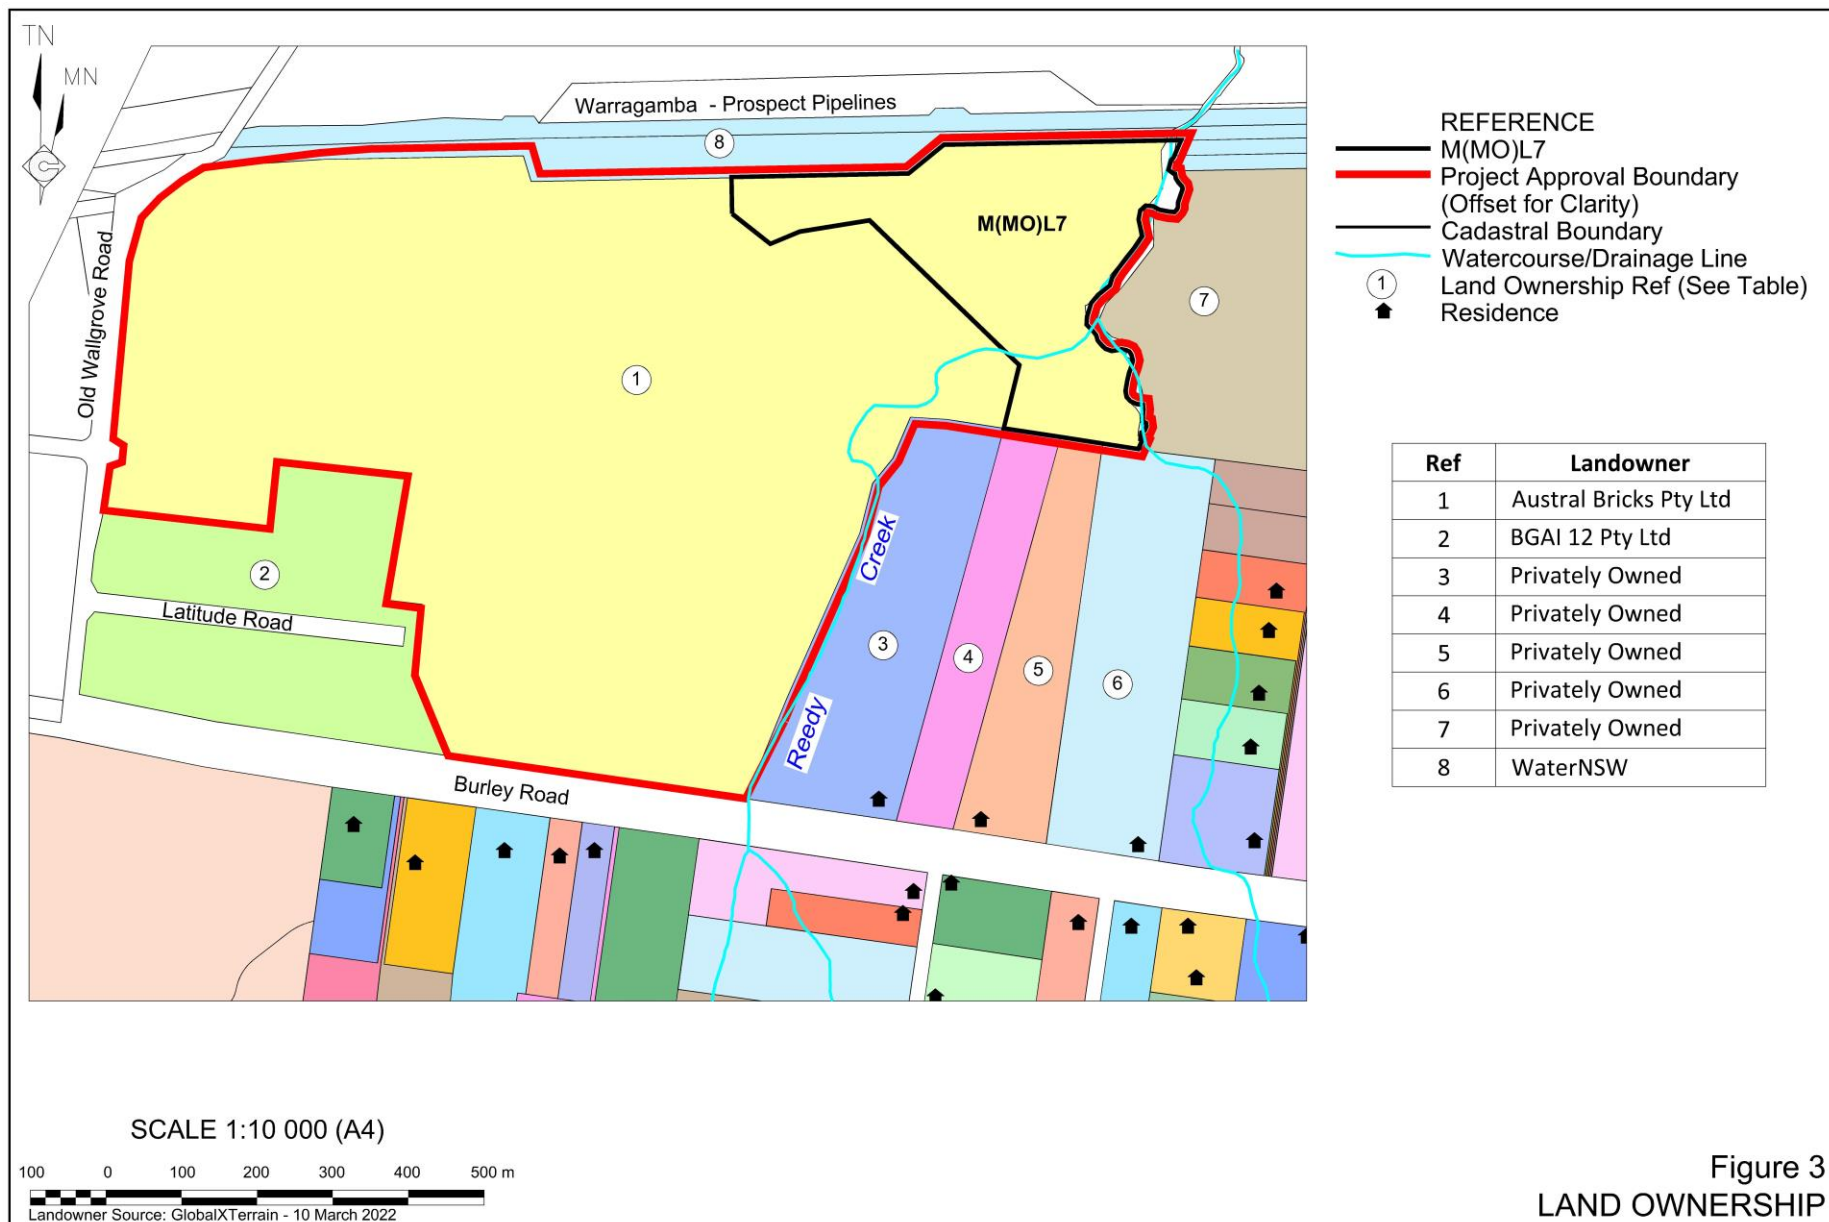 TN
MN
Warragamba - Prospect Pipelines
8
M(MO)L7
7
1
Old Wallgrove Road
2
Latitude Road
Creek
Reedy
3
4
5
6
Burley Road
REFERENCE
M(MO)L7
Project Approval Boundary
(Offset for Clarity)
Cadastral Boundary
Watercourse/Drainage Line
1 Land Ownership Ref (See Table)
Residence
Ref Landowner
1 Austral Bricks Pty Ltd
2 BGAI 12 Pty Ltd
3 Privately Owned
4 Privately Owned
5 Privately Owned
6 Privately Owned
7 Privately Owned
8 WaterNSW
SCALE 1:10 000 (A4)
100 0 100 200 300 400 500 m
Landowner Source: GlobalXTerrain - 10 March 2022
Figure 3
LAND OWNERSHIP